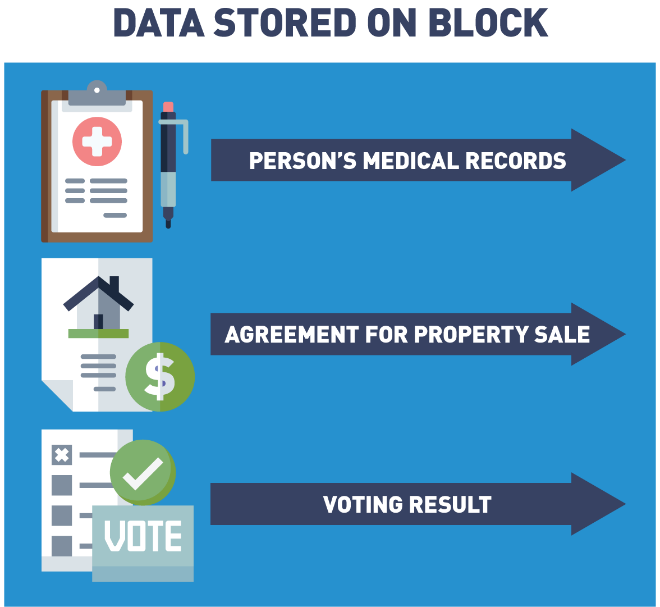 DATA STORED ON BLOCK
PERSON'S MEDICAL RECORDS
AGREEMENT FOR PROPERTY SALE
$
VOTE
VOTING RESULT